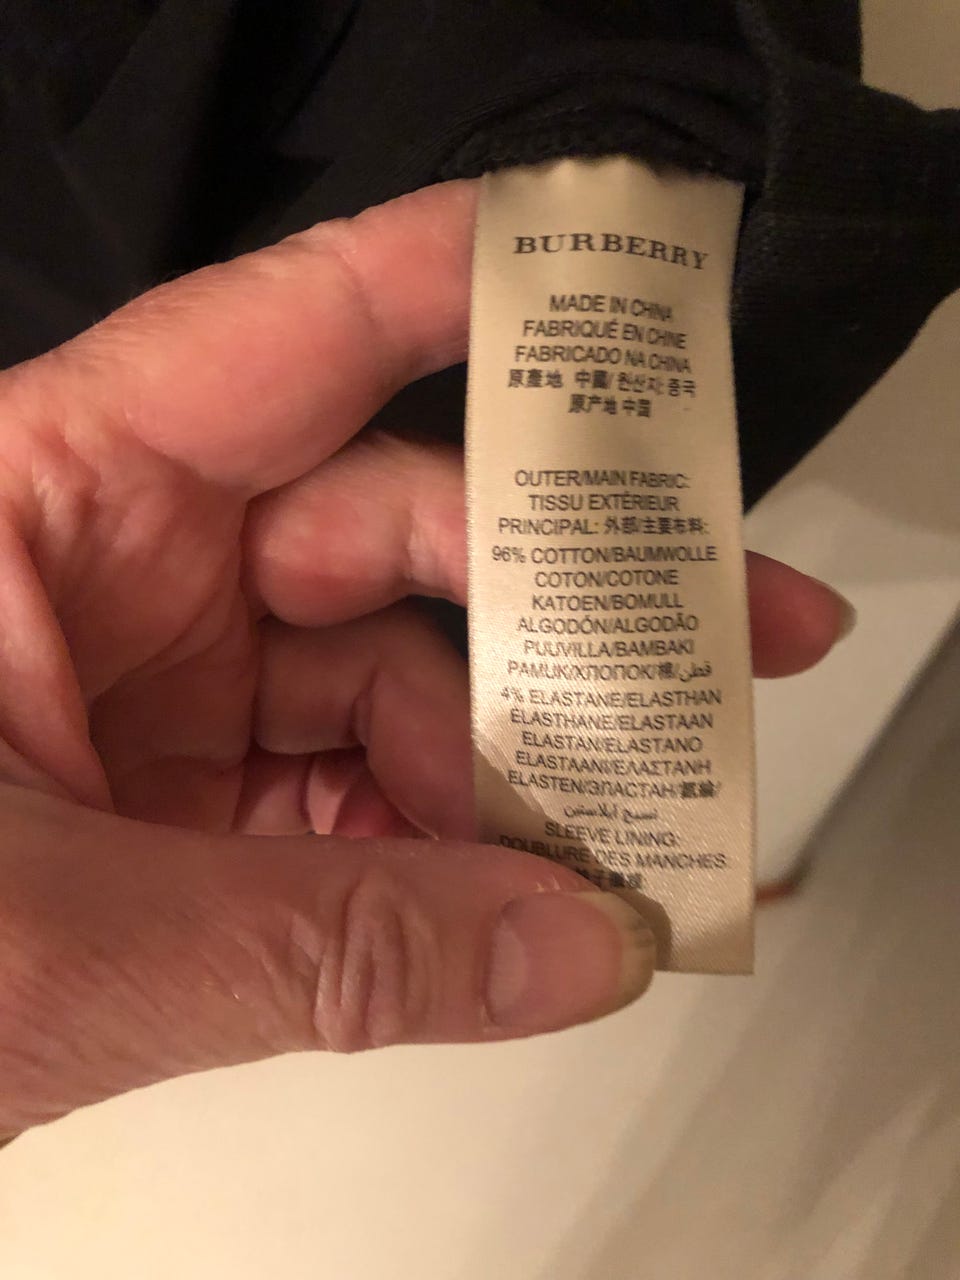 BURBERRY
MADE IN CHINA
FABRIQUÉ EN CHINE
FABRICADO NA CHINA
原產地 中國/ 원산지: 중국
原产地 中国
OUTER/MAIN FABRIC:
TISSU EXTÉRIEUR
PRINCIPAL: 外部/主要布料:
96% COTTON/BAUMWOLLE
COTON/COTONE
KATOEN/BOMULL
ALGODÓN/ALGODÃO
PUUVILLA/BAMBAKI
PAMUK/ХЛОПОК/棉/قطن
4% ELASTANE/ELASTHAN
ELASTHANE/ELASTAAN
ELASTAN/ELASTANO
ELASTAANI/ΕΛΑΣΤΑΝΗ
ELASTEN/ЭЛАСТАН/氨綸/
نسيج ايلاستين
SLEEVE LINING:
DOUBLURE DES MANCHES: